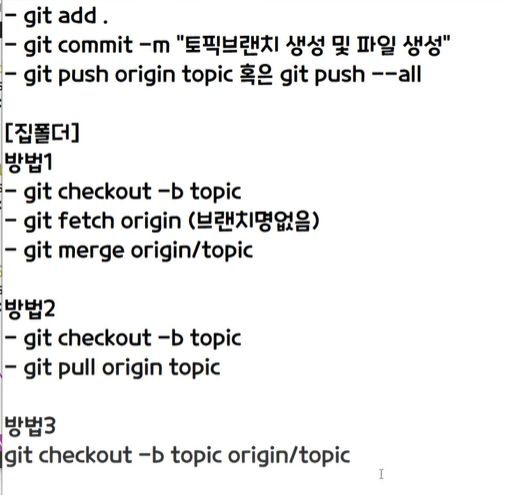 - git add .
- git commit -m "토픽브랜치 생성 및 파일 생성"
- git push origin topic 혹은 git push --all
[집폴더]
방법1
- git checkout -b topic
- git fetch origin (브랜치명없음)
- git merge origin/topic
방법2
- git checkout -b topic
- git pull origin topic
방법3
git checkout -b topic origin/topic